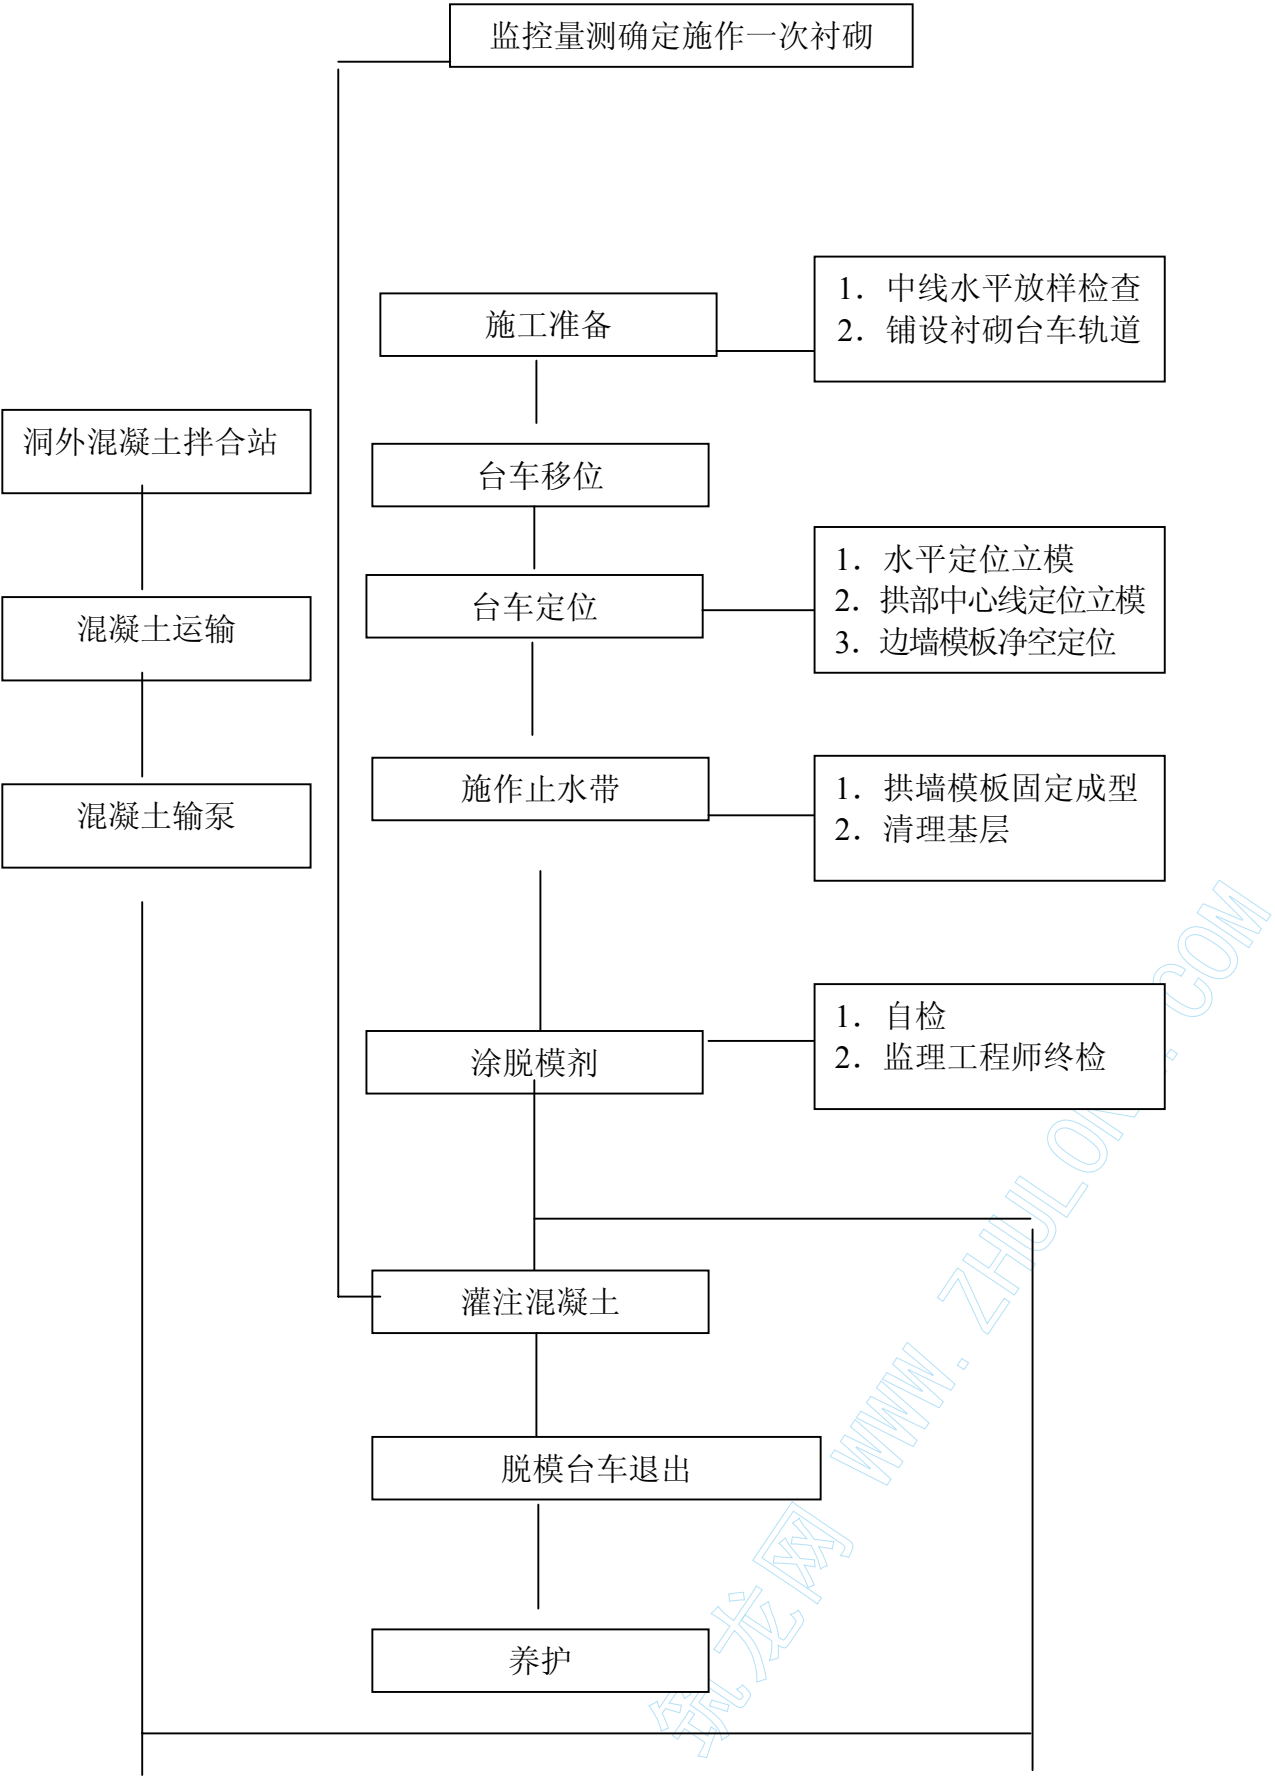 监控量测确定施作一次衬砌
施工准备
1．中线水平放样检查
2．铺设衬砌台车轨道
洞外混凝土拌合站
台车移位
台车定位
1．水平定位立模
2．拱部中心线定位立模
3．边墙模板净空定位
混凝土运输
施作止水带
1．拱墙模板固定成型
2．清理基层
混凝土输泵
涂脱模剂
1．自检
2．监理工程师终检
灌注混凝土
脱模台车退出
养护
筑龙网 WWW.ZHULONG.COM